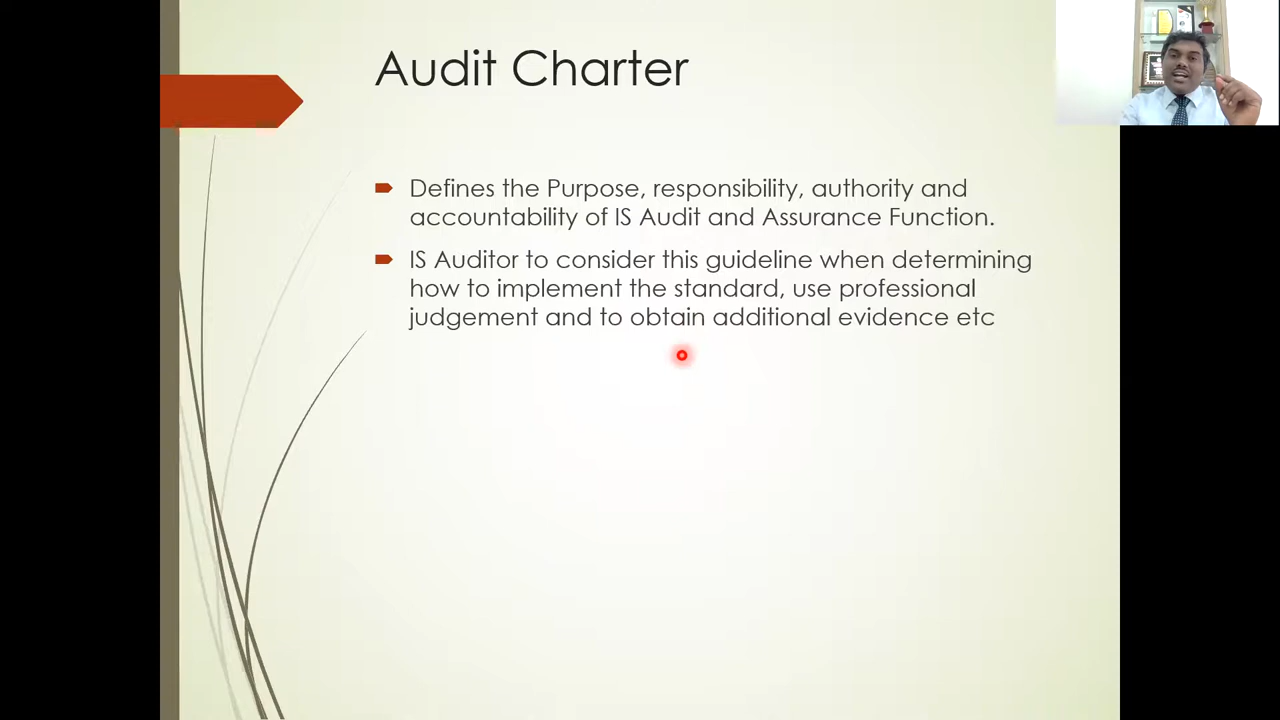 Audit Charter
Defines the Purpose, responsibility, authority and
accountability of IS Audit and Assurance Function.
IS Auditor to consider this guideline when determining
how to implement the standard, use professional
judgement and to obtain additional evidence etc